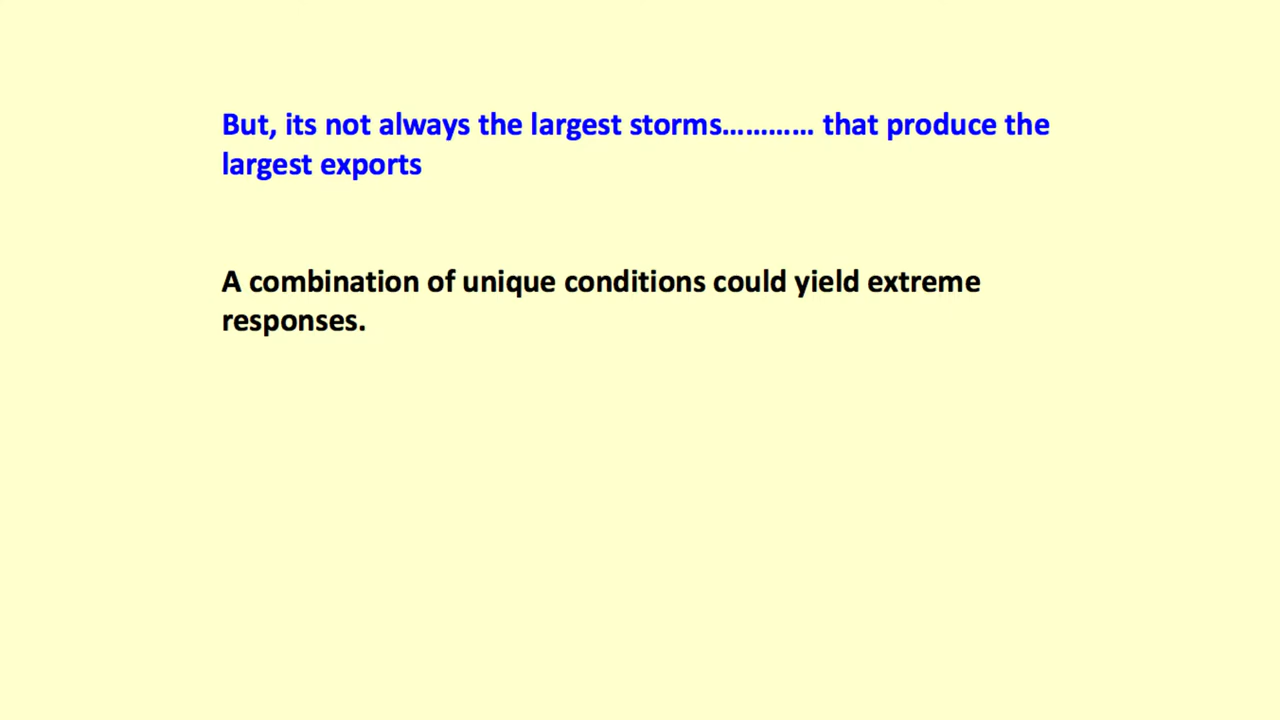 But, its not always the largest storms………… that produce the
largest exports
A combination of unique conditions could yield extreme
responses.